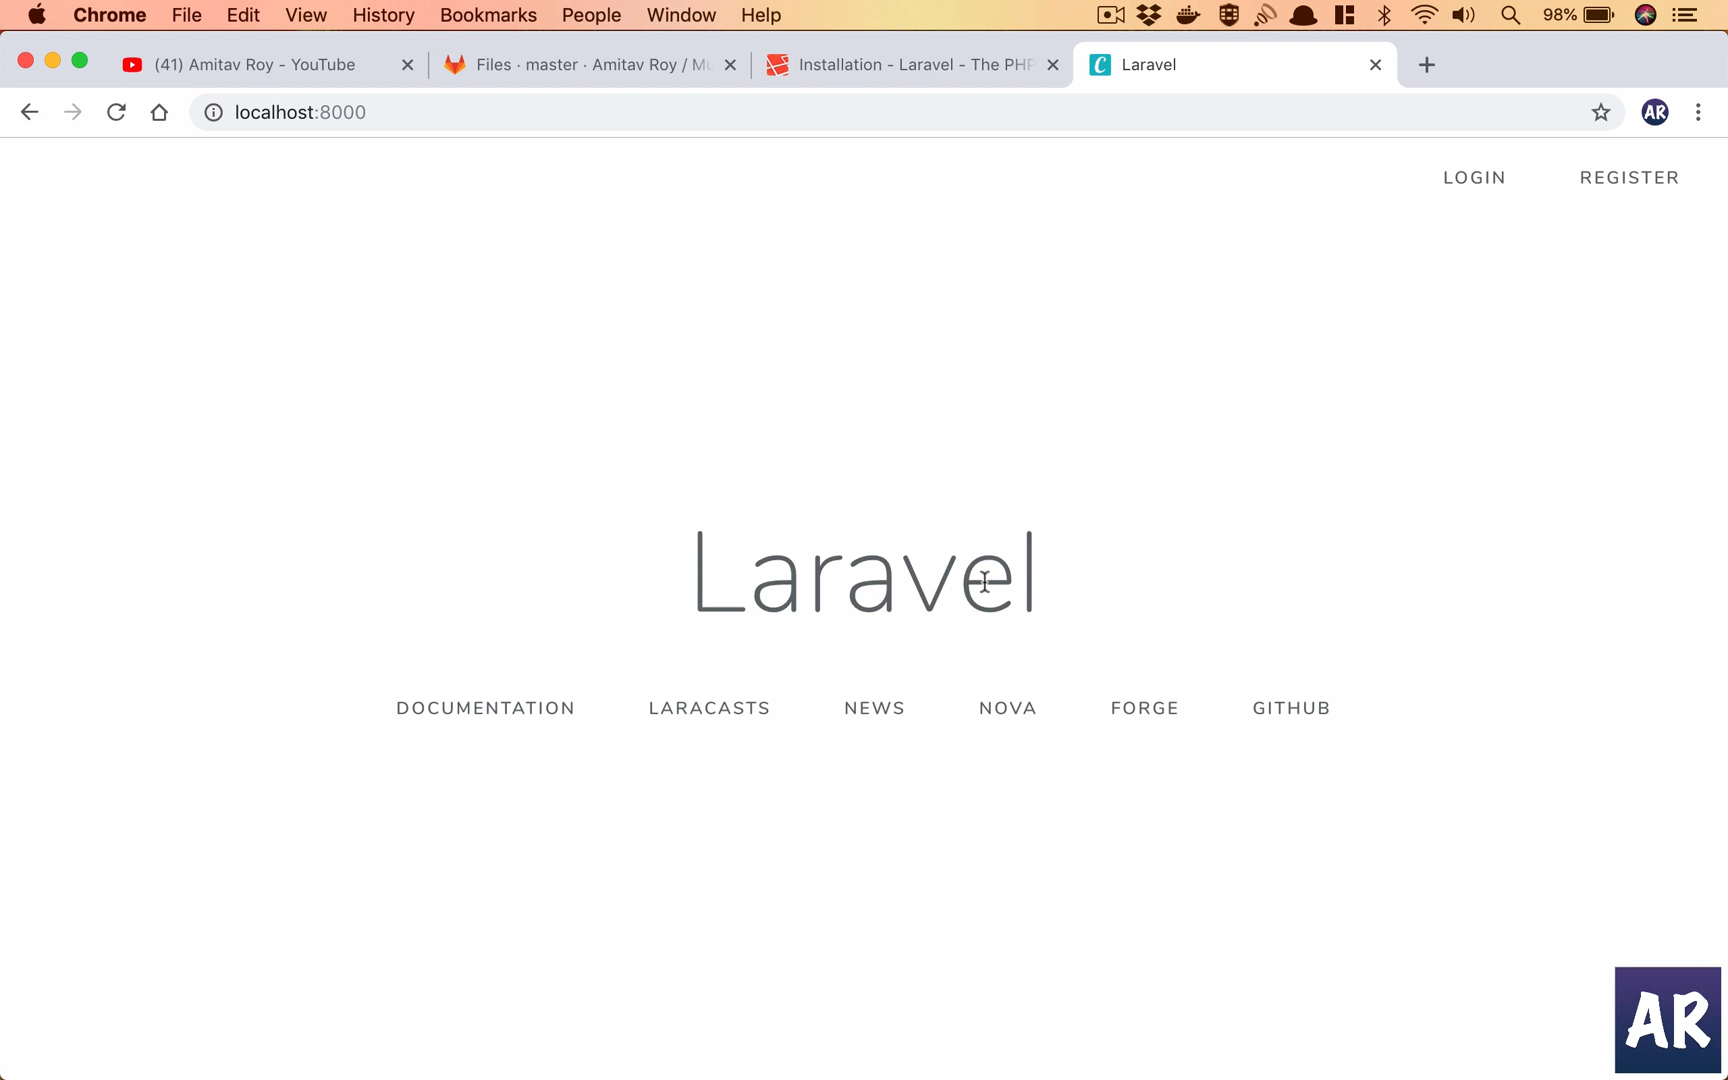 Chrome File Edit View History Bookmarks People Window Help 98%
(41) Amitav Roy - YouTube Files · master · Amitav Roy / Mu Installation - Laravel - The PHP Laravel
localhost:8000 AR
LOGIN REGISTER
Laravel
DOCUMENTATION LARACASTS NEWS NOVA FORGE GITHUB
AR